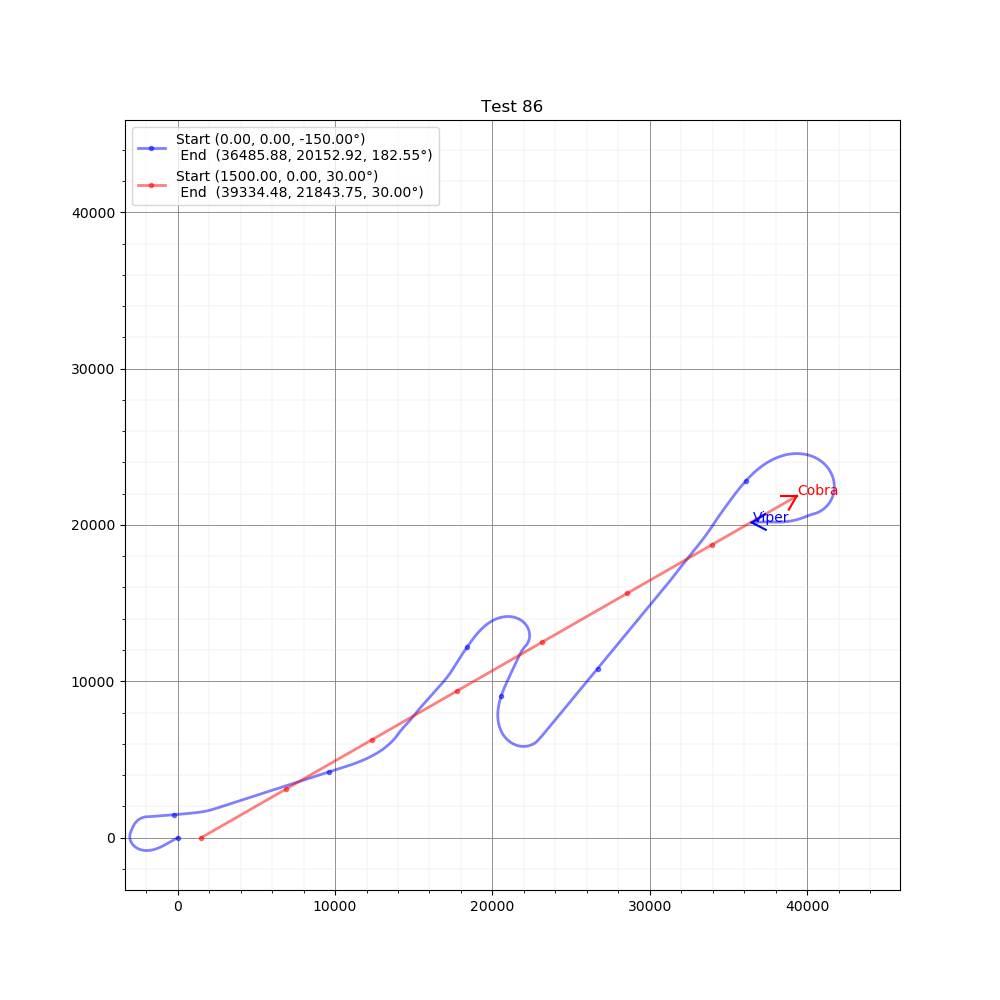 Test 86
Start (0.00, 0.00, -150.00°)
End  (36485.88, 20152.92, 182.55°)
Start (1500.00, 0.00, 30.00°)
End  (39334.48, 21843.75, 30.00°)
40000
30000
20000
10000
0
Cobra
Viper
0
10000
20000
30000
40000